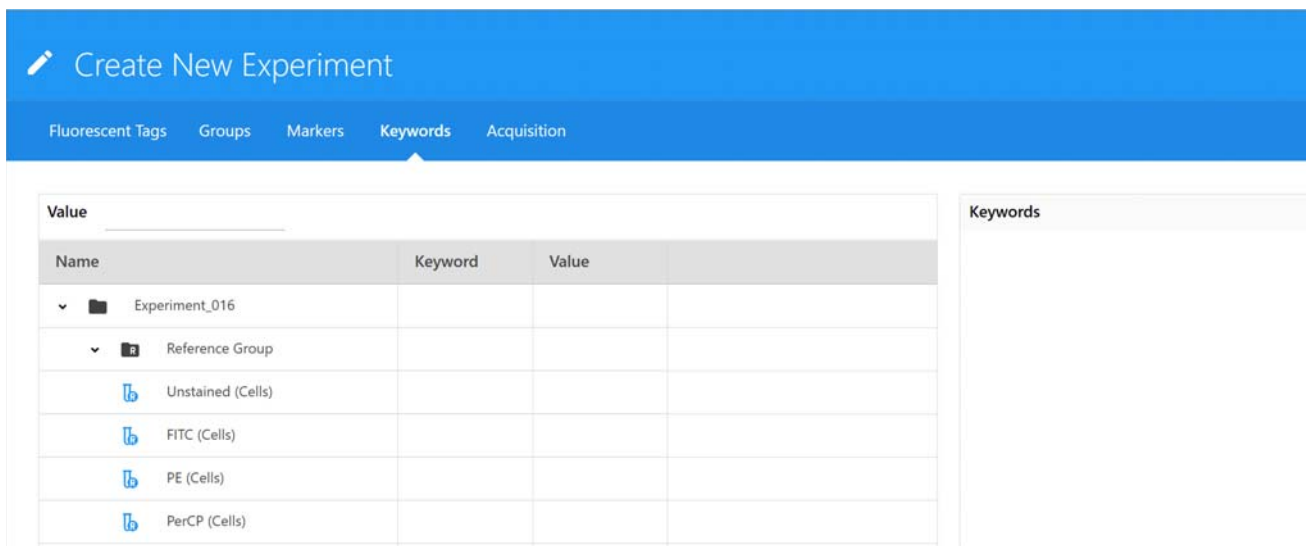 Create New Experiment
Fluorescent Tags Groups Markers Keywords Acquisition
Value
Keywords
Name Keyword Value
Experiment_016
R Reference Group
R Unstained (Cells)
R FITC (Cells)
R PE (Cells)
R PerCP (Cells)